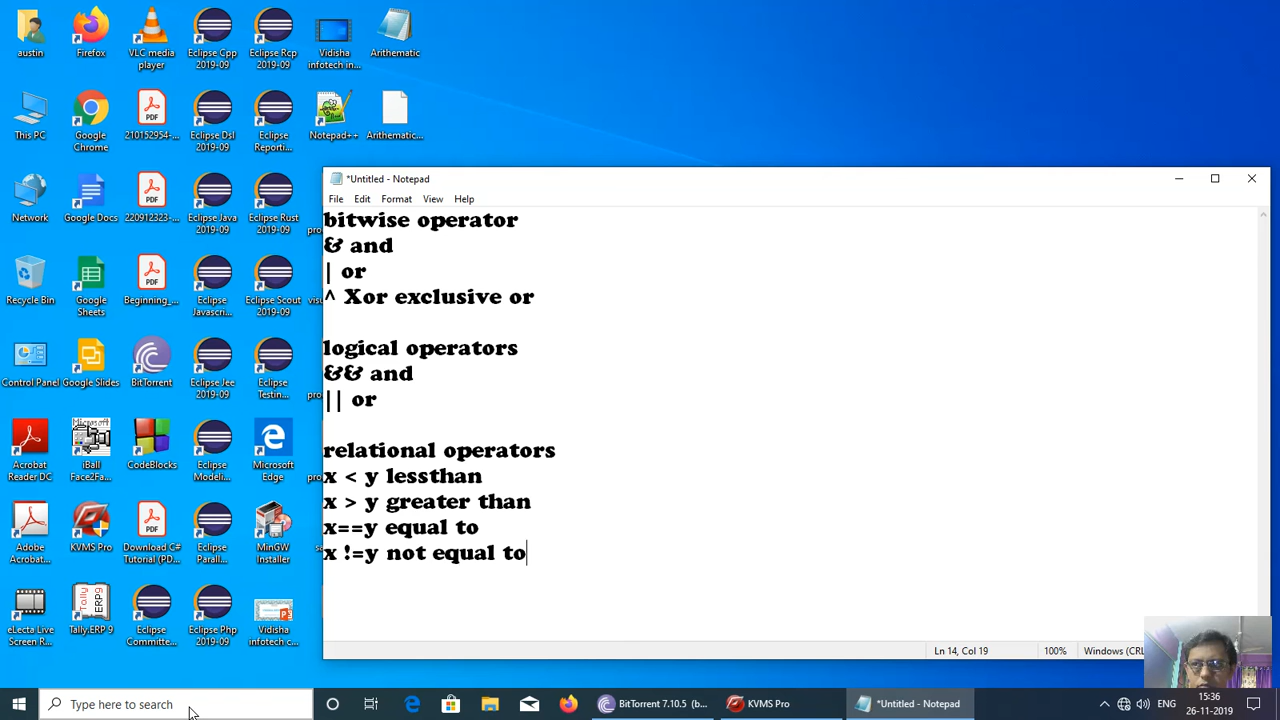 austin
Firefox
VLC media player
Eclipse Cpp 2019-09
Eclipse Rcp 2019-09
Vidisha infotech in...
Arithematic
This PC
Google Chrome
210152954-...
Eclipse Dsl 2019-09
Eclipse Reporti...
Notepad++
Arithematic...
Network
Google Docs
220912323-...
Eclipse Java 2019-09
Eclipse Rust 2019-09
Recycle Bin
Google Sheets
Beginning_...
Eclipse Javascri...
Eclipse Scout 2019-09
Control Panel
Google Slides
BitTorrent
Eclipse Jee 2019-09
Eclipse Testin...
Acrobat Reader DC
iBall Face2Fa...
CodeBlocks
Eclipse Modeli...
Microsoft Edge
Adobe Acrobat...
KVMS Pro
Download C# Tutorial (PD...
Eclipse Parall...
MinGW Installer
eLecta Live Screen R...
Tally.ERP 9
Eclipse Committe...
Eclipse Php 2019-09
Vidisha infotech c...
*Untitled - Notepad
File Edit Format View Help
bitwise operator
& and
| or
^ Xor exclusive or
logical operators
&& and
|| or
relational operators
x < y lessthan
x > y greater than
x==y equal to
x !=y not equal to
Ln 14, Col 19 100% Windows (CRL
Type here to search
BitTorrent 7.10.5 (b...
KVMS Pro
*Untitled - Notepad
ENG
15:36
26-11-2019